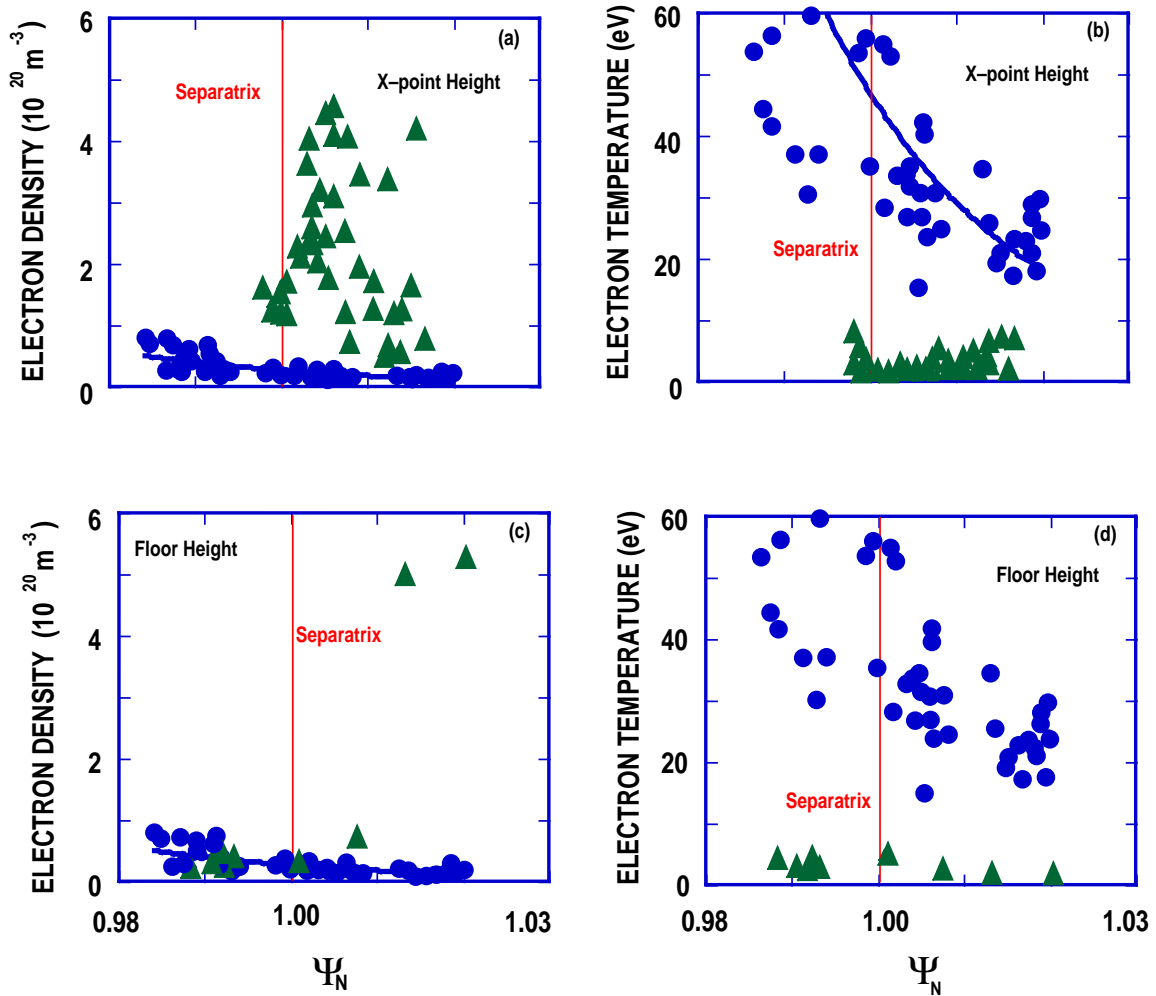 ELECTRON DENSITY (10 20 m-3)
6
4
2
0
(a)
Separatrix
X–point Height
ELECTRON TEMPERATURE (eV)
60
40
20
0
(b)
X–point Height
Separatrix
ELECTRON DENSITY (10 20 m-3)
6
4
2
0
Floor Height
(c)
Separatrix
0.98
1.00
1.03
ΨN
ELECTRON TEMPERATURE (eV)
60
40
20
0
(d)
Floor Height
Separatrix
0.98
1.00
1.03
ΨN